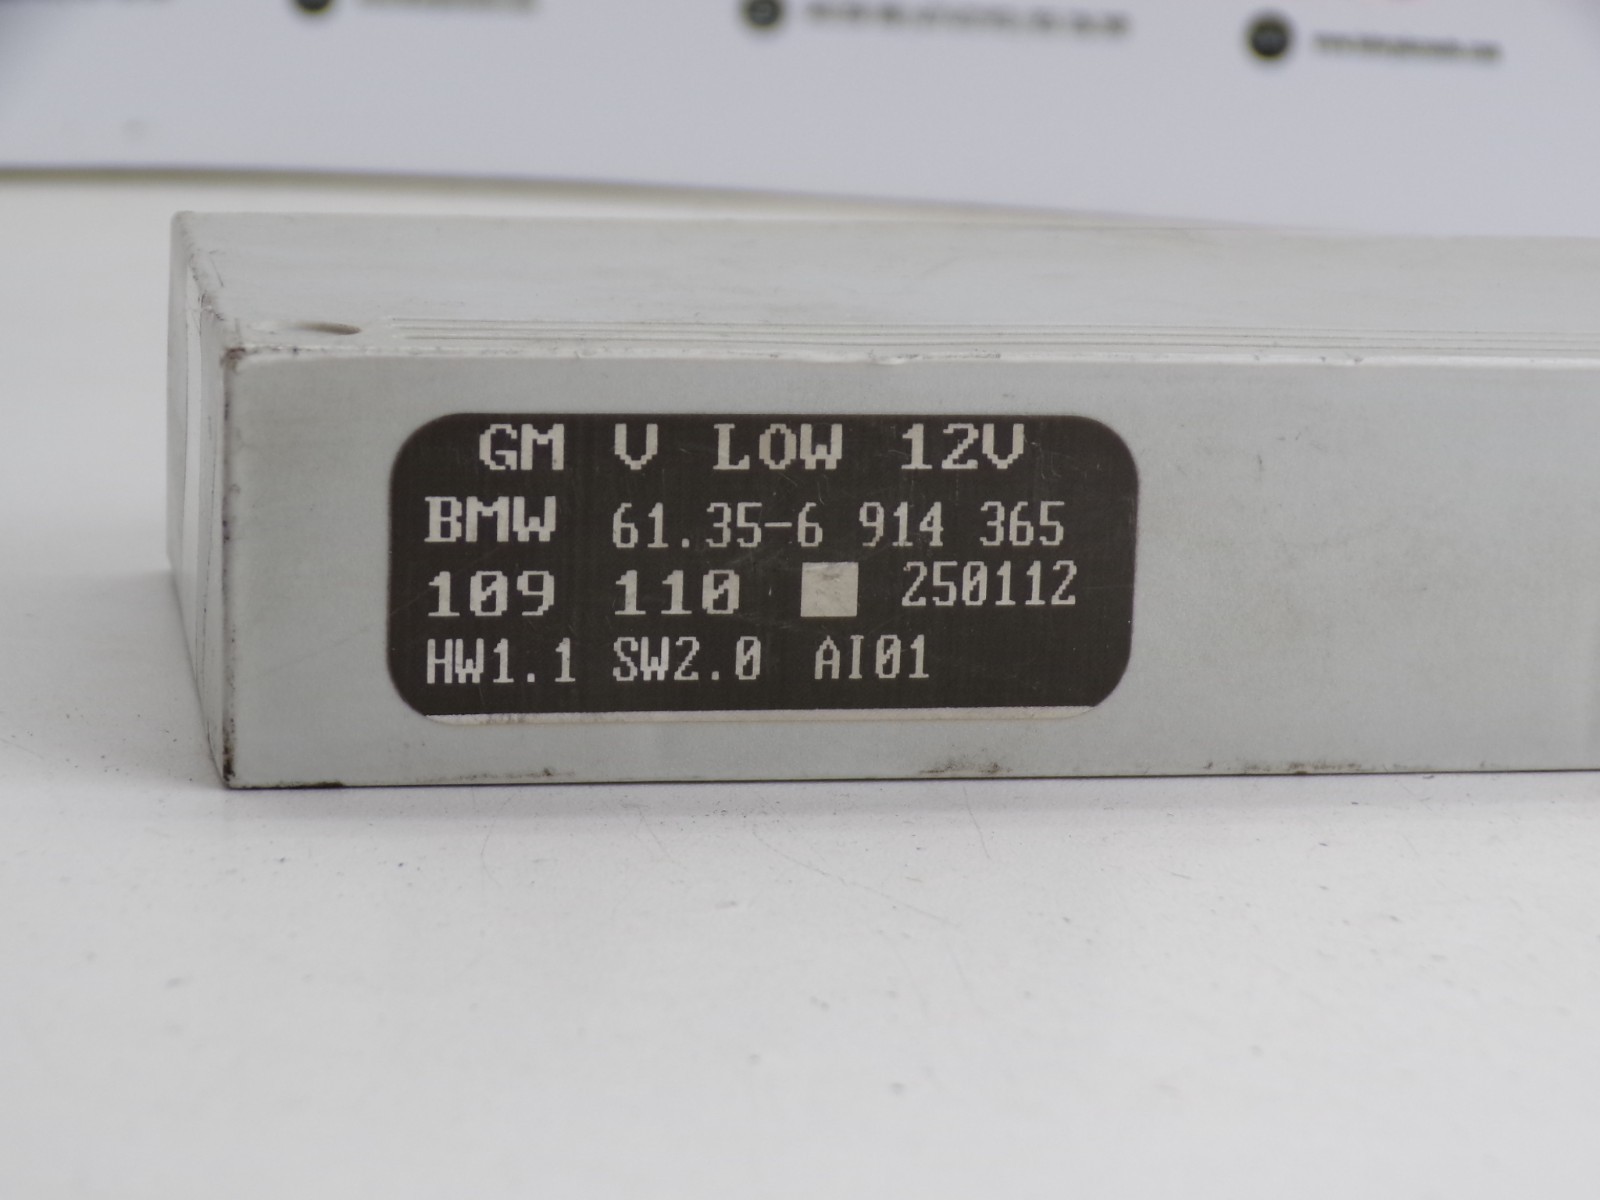 GM V LOW 12V
BMW 61.35-6 914 365
109 110 250112
HW1.1 SW2.0 AI01